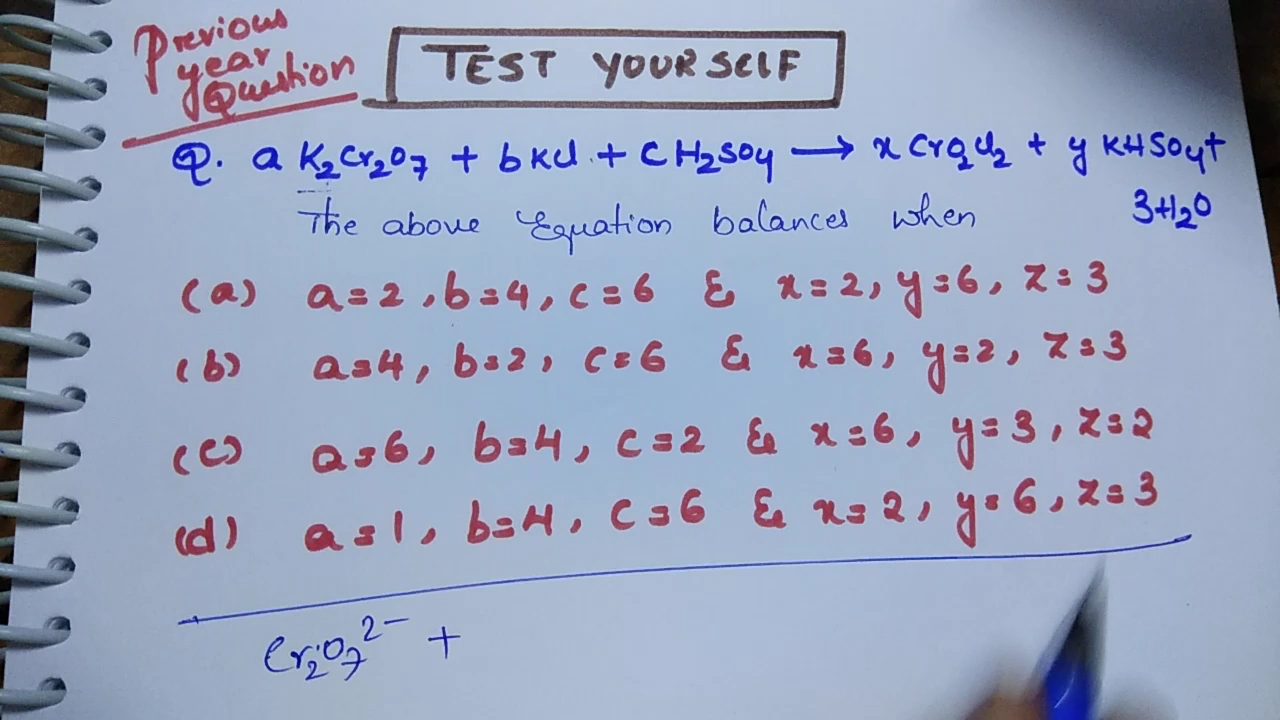 Previous
year
Question
TEST YOURSELF
Q. a K₂Cr₂O₇ + b KCl + C H₂SO₄ ⟶ x CrO₂Cl₂ + y KHSO₄ +
3H₂O
The above Equation balances when
(a) a=2, b=4, c=6 & x=2, y=6, z=3
(b) a=4, b=2, c=6 & x=6, y=2, z=3
(c) a=6, b=4, c=2 & x=6, y=3, z=2
(d) a=1, b=4, c=6 & x=2, y=6, z=3
Cr₂O₇²⁻ +